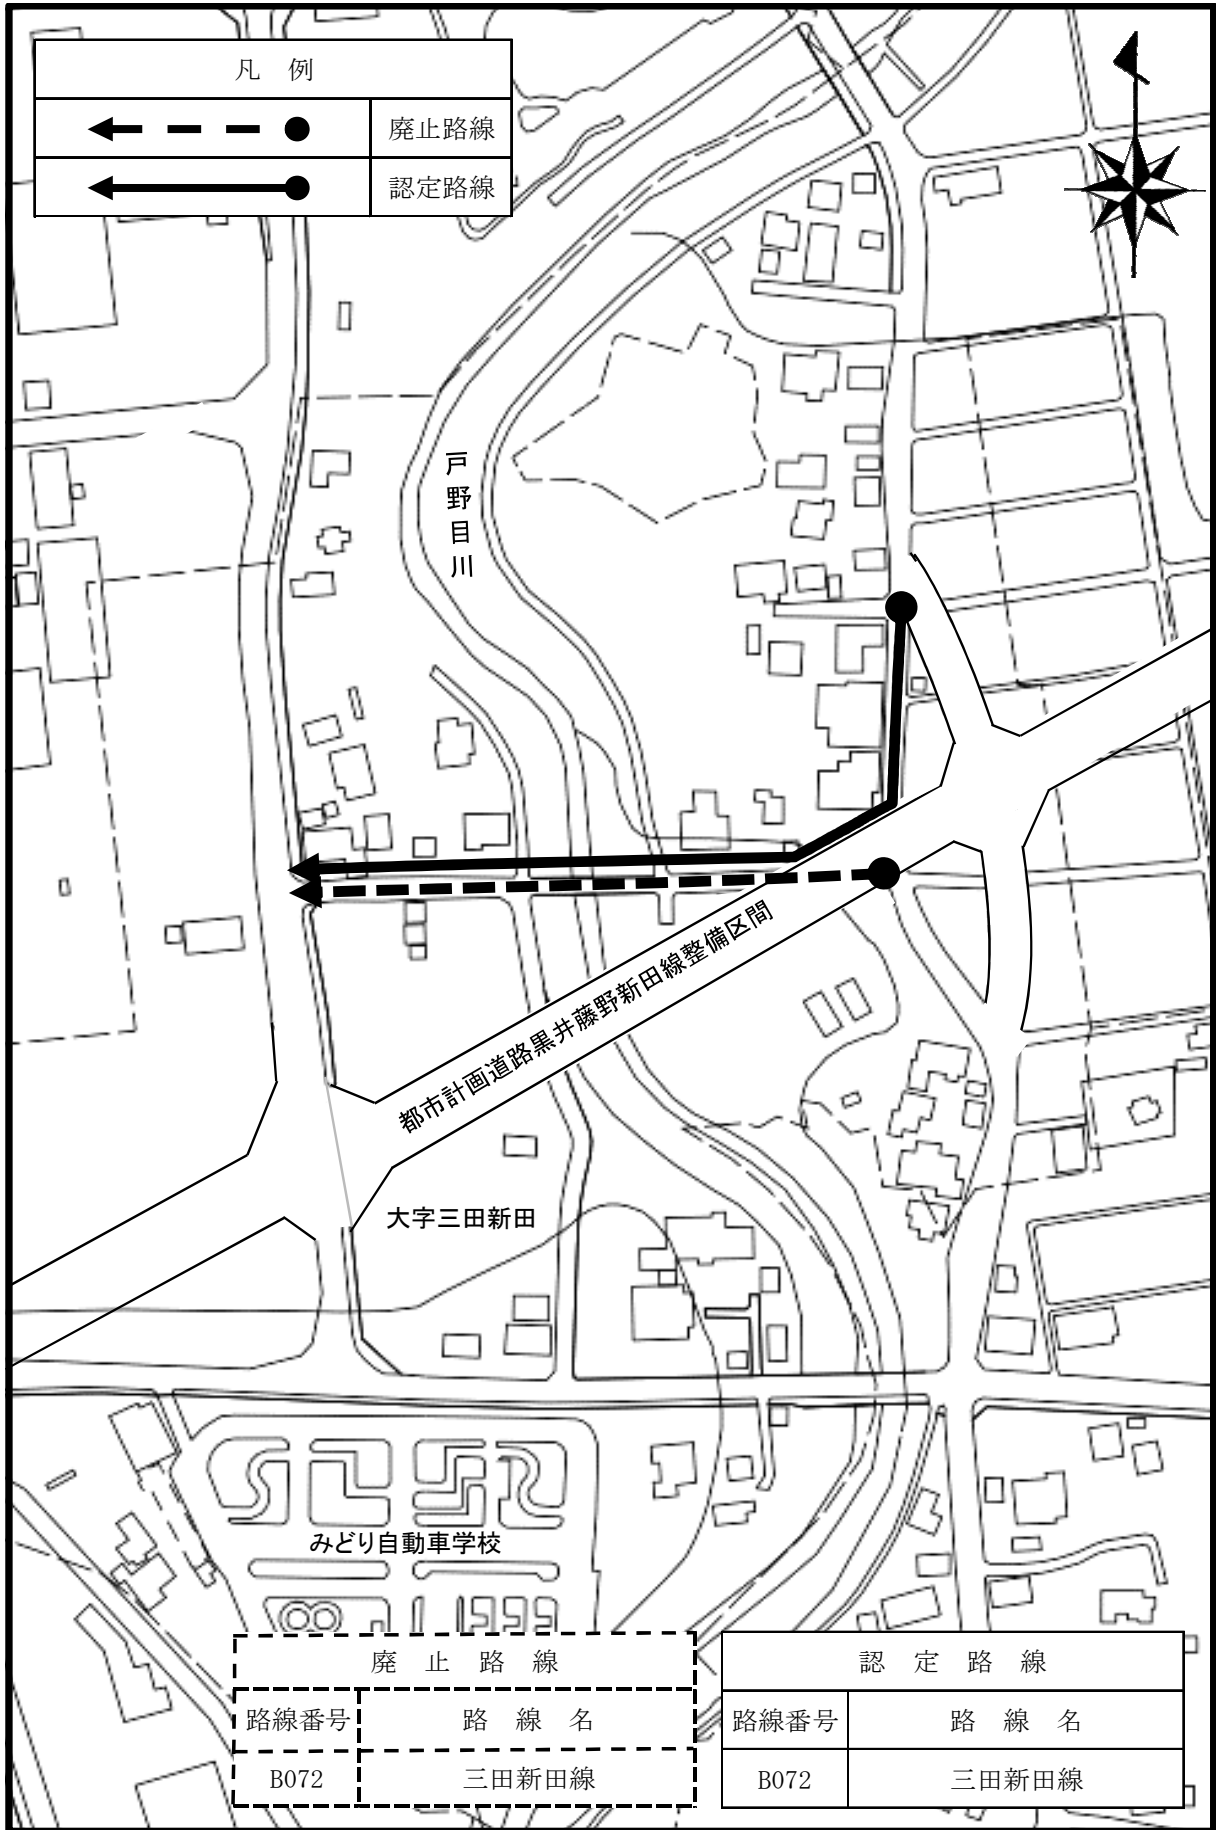 凡 例
廃止路線
認定路線
戸野目川
都市計画道路黒井藤野新田線整備区間
大字三田新田
みどり自動車学校
廃 止 路 線
路線番号 路 線 名
B072 三田新田線
認 定 路 線
路線番号 路 線 名
B072 三田新田線